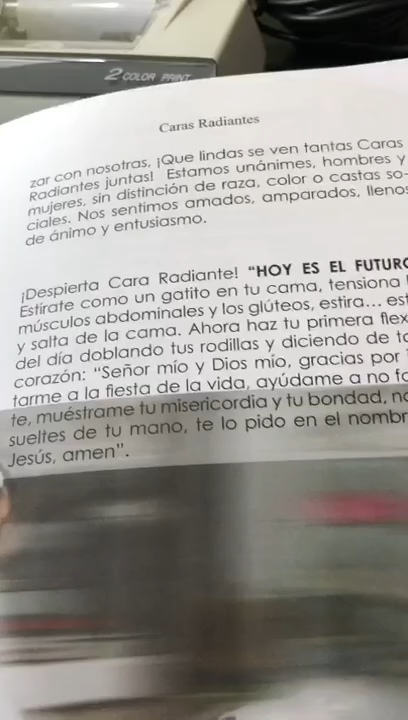 2 COLOR PRINT
Caras Radiantes
zar con nosotras, ¡Que lindas se ven tantas Caras
Radiantes juntas! Estamos unánimes, hombres y
mujeres, sin distinción de raza, color o castas so-
ciales. Nos sentimos amados, amparados, llenos
de ánimo y entusiasmo.
¡Despierta Cara Radiante! “HOY ES EL FUTURO
Estírate como un gatito en tu cama, tensiona
músculos abdominales y los glúteos, estira... est
y salta de la cama. Ahora haz tu primera flex
del día doblando tus rodillas y diciendo de to
corazón: “Señor mío y Dios mío, gracias por
tarme a la fiesta de la vida, ayúdame a no fa
te, muéstrame tu misericordia y tu bondad, no
sueltes de tu mano, te lo pido en el nombr
Jesús, amen”.